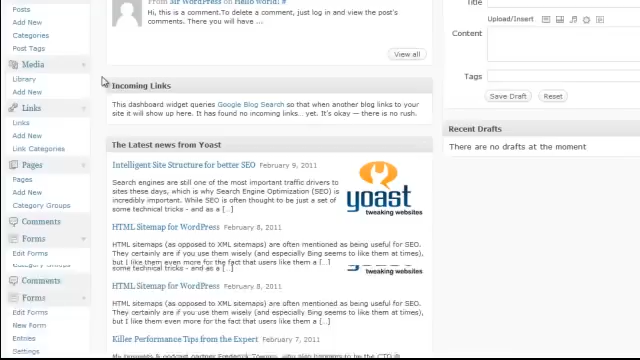 Posts
Add New
Categories
Post Tags
Media
Library
Add New
Links
Links
Add New
Link Categories
Pages
Pages
Add New
Category Groups
Comments
Forms
Edit Forms
Category Groups
Comments
Forms
Edit Forms
New Form
Entries
Settings
From Mr WordPress on Hello world! #
Hi, this is a comment.To delete a comment, just log in and view the post's
comments. There you will have ...
View all
Incoming Links
This dashboard widget queries Google Blog Search so that when another blog links to your
site it will show up here. It has found no incoming links… yet. It's okay — there is no rush.
The Latest news from Yoast
Intelligent Site Structure for better SEO February 9, 2011
Search engines are still one of the most important traffic drivers to
sites these days, which is why Search Engine Optimization (SEO) is
incredibly important. While SEO is often thought to be just a set of
some technical tricks - and as a [...]
yoast
tweaking websites
HTML Sitemap for WordPress February 8, 2011
HTML sitemaps (as opposed to XML sitemaps) are often mentioned as being useful for SEO.
They certainly are if you use them wisely (and especially Bing seems to like them at times),
but I like them even more for the fact that users like them a [...]
some technical tricks - and as a [...]
tweaking websites
HTML Sitemap for WordPress February 8, 2011
HTML sitemaps (as opposed to XML sitemaps) are often mentioned as being useful for SEO.
They certainly are if you use them wisely (and especially Bing seems to like them at times),
but I like them even more for the fact that users like them a [...]
Killer Performance Tips from the Expert February 7, 2011
Title
Upload/Insert
Content
Tags
Save Draft
Reset
Recent Drafts
There are no drafts at the moment